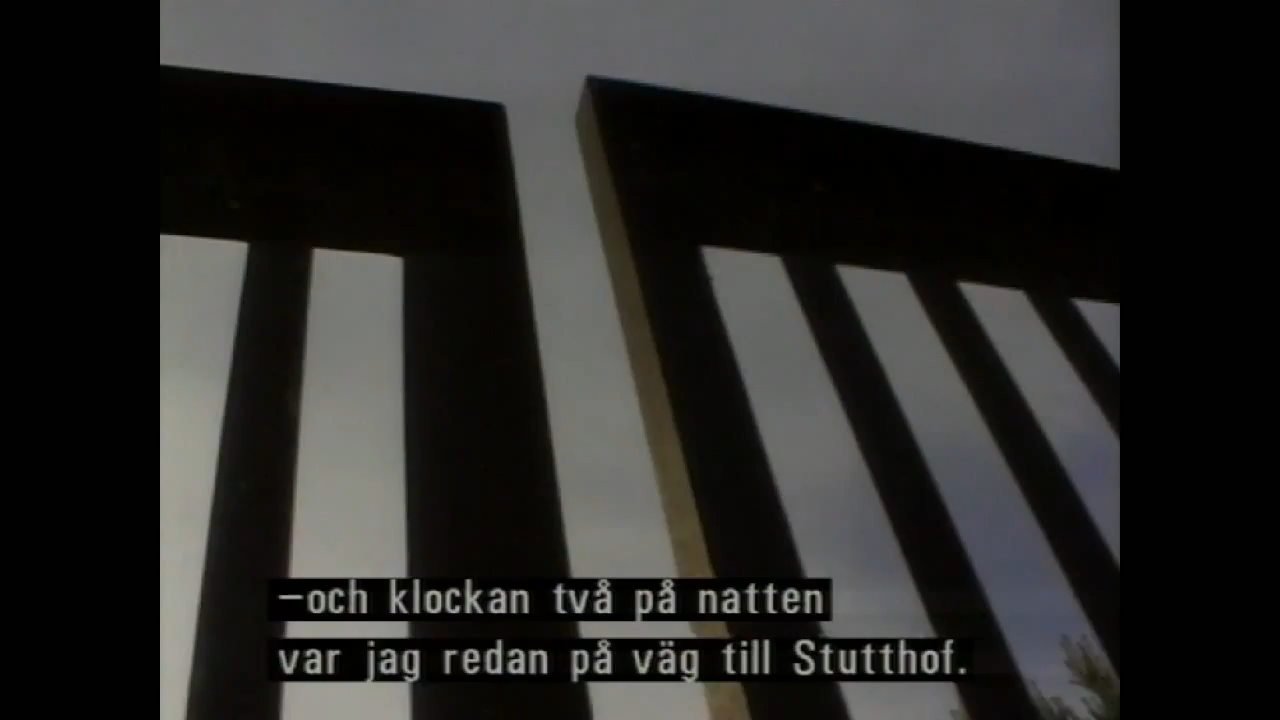 –och klockan två på natten
var jag redan på väg till Stutthof.